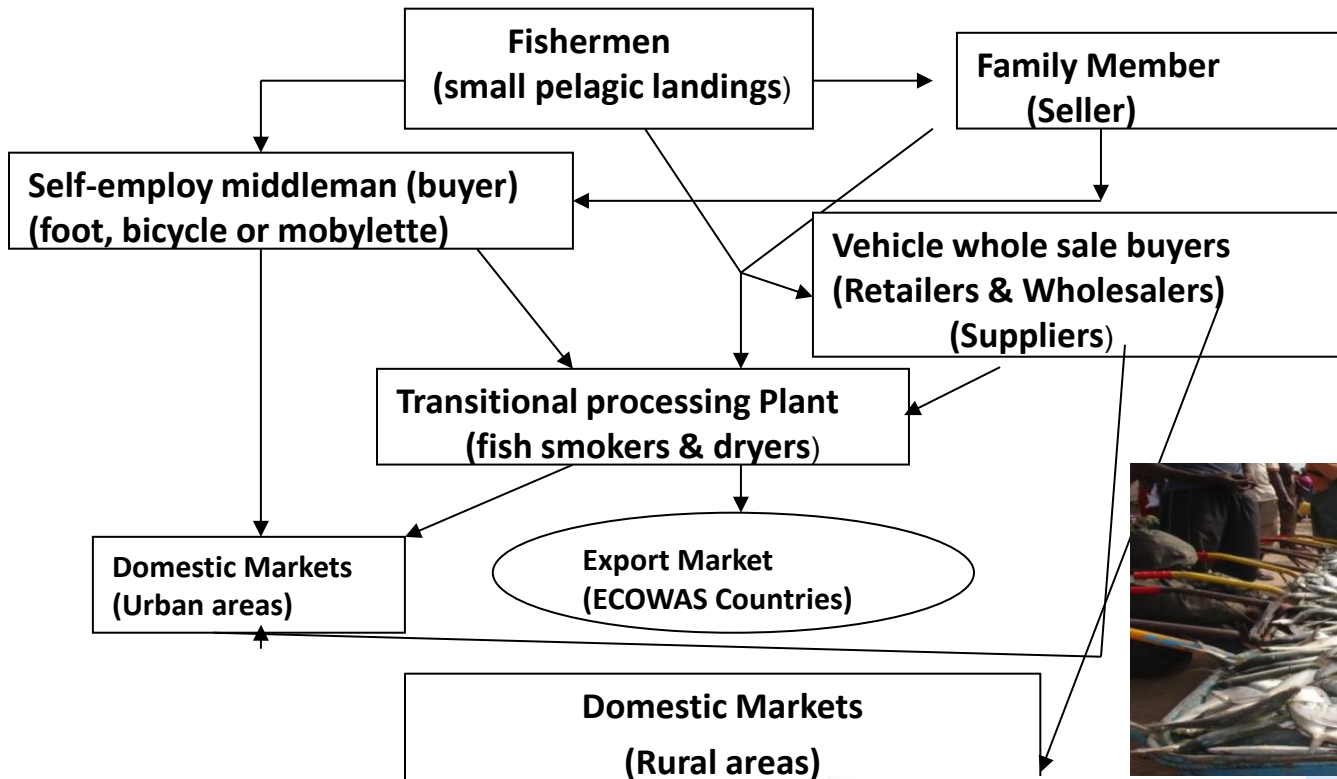 Fishermen
(small pelagic landings)
Family Member
(Seller)
Self-employ middleman (buyer)
(foot, bicycle or mobylette)
Vehicle whole sale buyers
(Retailers & Wholesalers)
(Suppliers)
Transitional processing Plant
(fish smokers & dryers)
Domestic Markets
(Urban areas)
Export Market
(ECOWAS Countries)
Domestic Markets
(Rural areas)